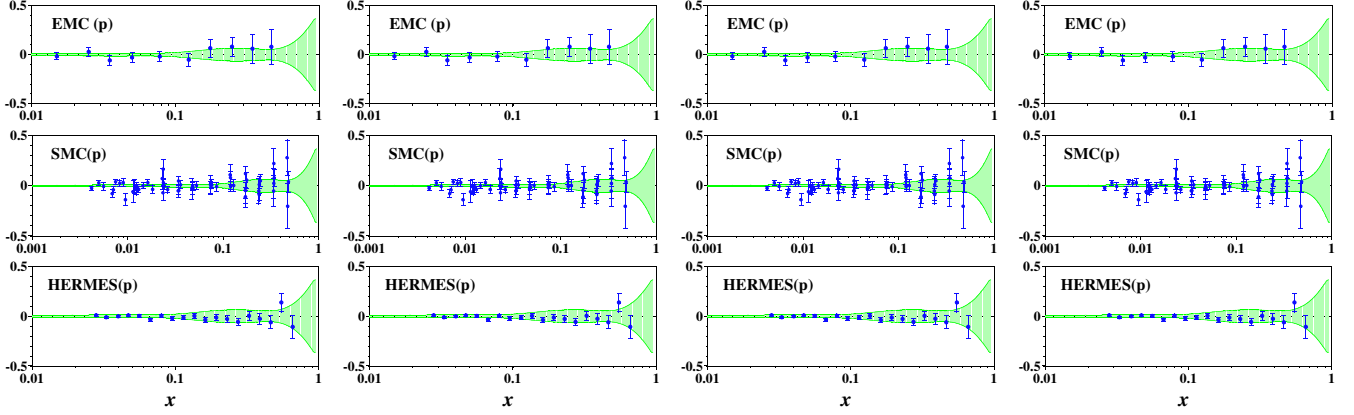 0.5 0.5 0.5 0.5
EMC (p) EMC (p) EMC (p) EMC (p)
0 0 0 0
-0.5 -0.5 -0.5 -0.5
0.01 0.1 1 0.01 0.1 1 0.01 0.1 1 0.01 0.1 1
0.5 0.5 0.5 0.5
SMC(p) SMC(p) SMC(p) SMC(p)
0 0 0 0
-0.5 -0.5 -0.5 -0.5
0.001 0.01 0.1 1 0.001 0.01 0.1 1 0.001 0.01 0.1 1 0.001 0.01 0.1 1
0.5 0.5 0.5 0.5
HERMES(p) HERMES(p) HERMES(p) HERMES(p)
0 0 0 0
-0.5 -0.5 -0.5 -0.5
0.01 0.1 1 0.01 0.1 1 0.01 0.1 1 0.01 0.1 1
x x x x